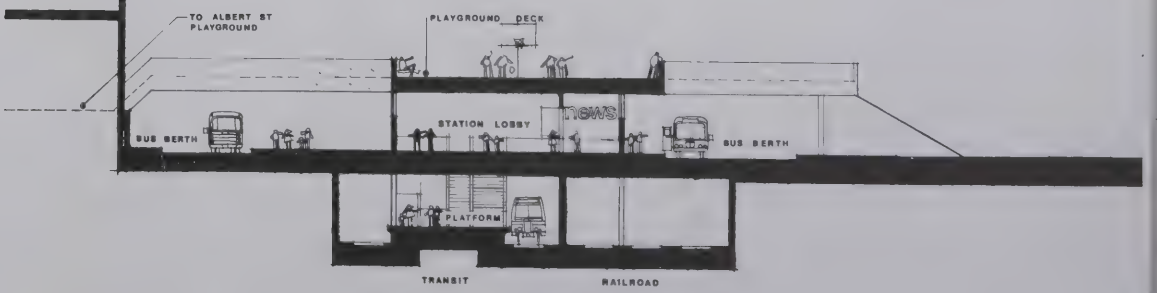 TO ALBERT ST
PLAYGROUND
PLAYGROUND DECK
STATION LOBBY
news
BUS BERTH
BUS BERTH
PLATFORM
TRANSIT
RAILROAD